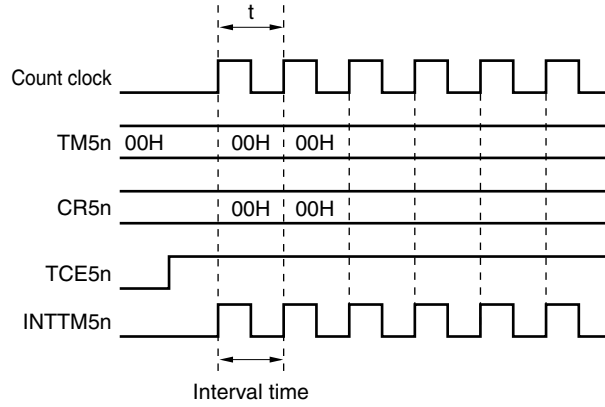 t
Count clock
TM5n 00H 00H 00H
CR5n 00H 00H
TCE5n
INTTM5n
Interval time